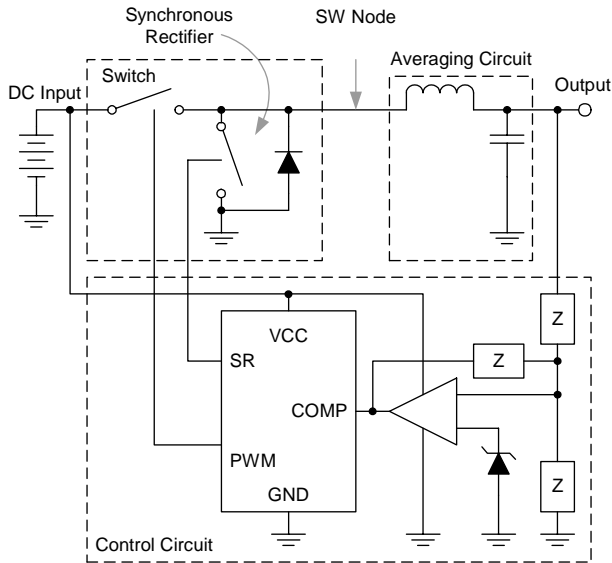 Synchronous
Rectifier
SW Node
Averaging Circuit
Switch
DC Input
Output
VCC
SR
COMP
PWM
GND
Z
Z
Z
Control Circuit